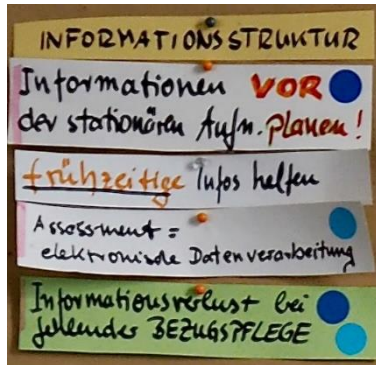 INFORMATIONSSTRUKTUR
Informationen VOR
der stationären Aufn. planen!
frühzeitige Infos helfen
Assessment =
elektronische Datenverarbeitung
Informationsverlust bei
fehlender BEZUGSPFLEGE